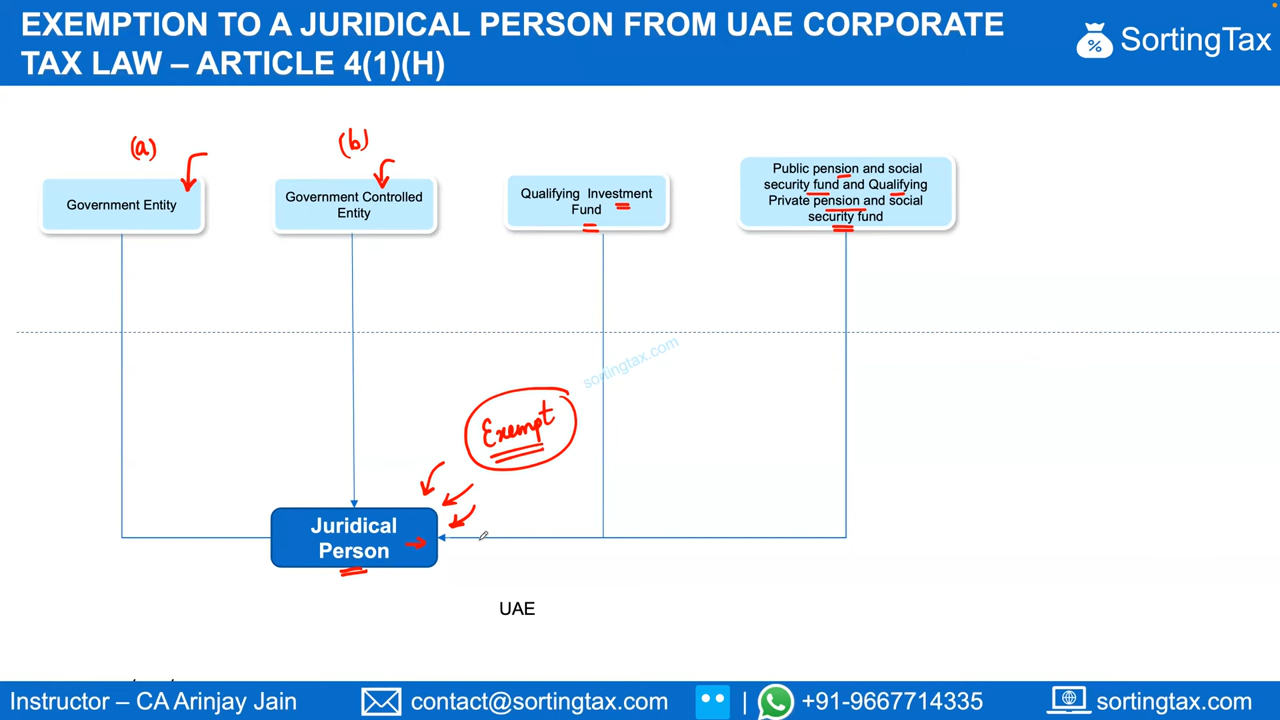 EXEMPTION TO A JURIDICAL PERSON FROM UAE CORPORATE
TAX LAW – ARTICLE 4(1)(H)
% SortingTax
(a)
(b)
Government Entity
Government Controlled
Entity
Qualifying Investment
Fund
Public pension and social
security fund and Qualifying
Private pension and social
security fund
sortingtax.com
Exempt
Juridical
Person
UAE
Instructor – CA Arinjay Jain
contact@sortingtax.com
|
+91-9667714335
sortingtax.com